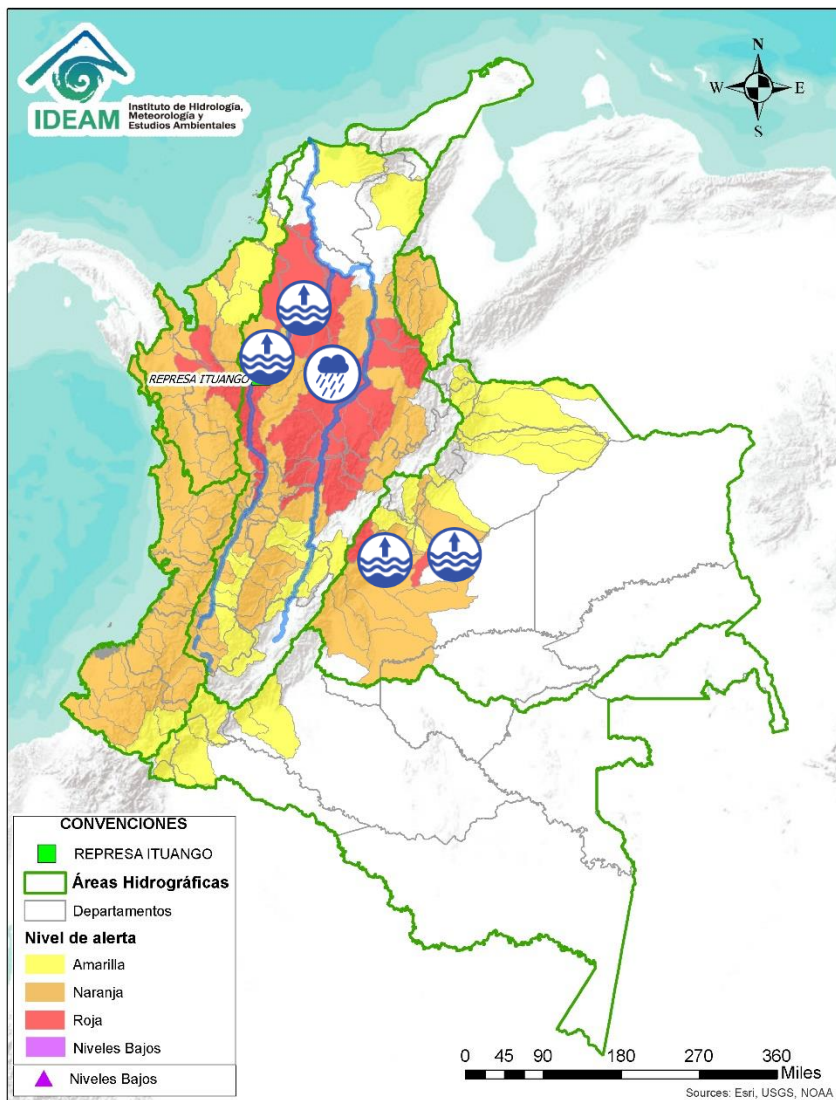 IDEAM
Instituto de Hidrología,
Meteorología y
Estudios Ambientales
N
W
E
S
REPRESA ITUANGO
CONVENCIONES
REPRESA ITUANGO
Áreas Hidrográficas
Departamentos
Nivel de alerta
Amarilla
Naranja
Roja
Niveles Bajos
Niveles Bajos
0 45 90 180 270 360
Miles
Sources: Esri, USGS, NOAA